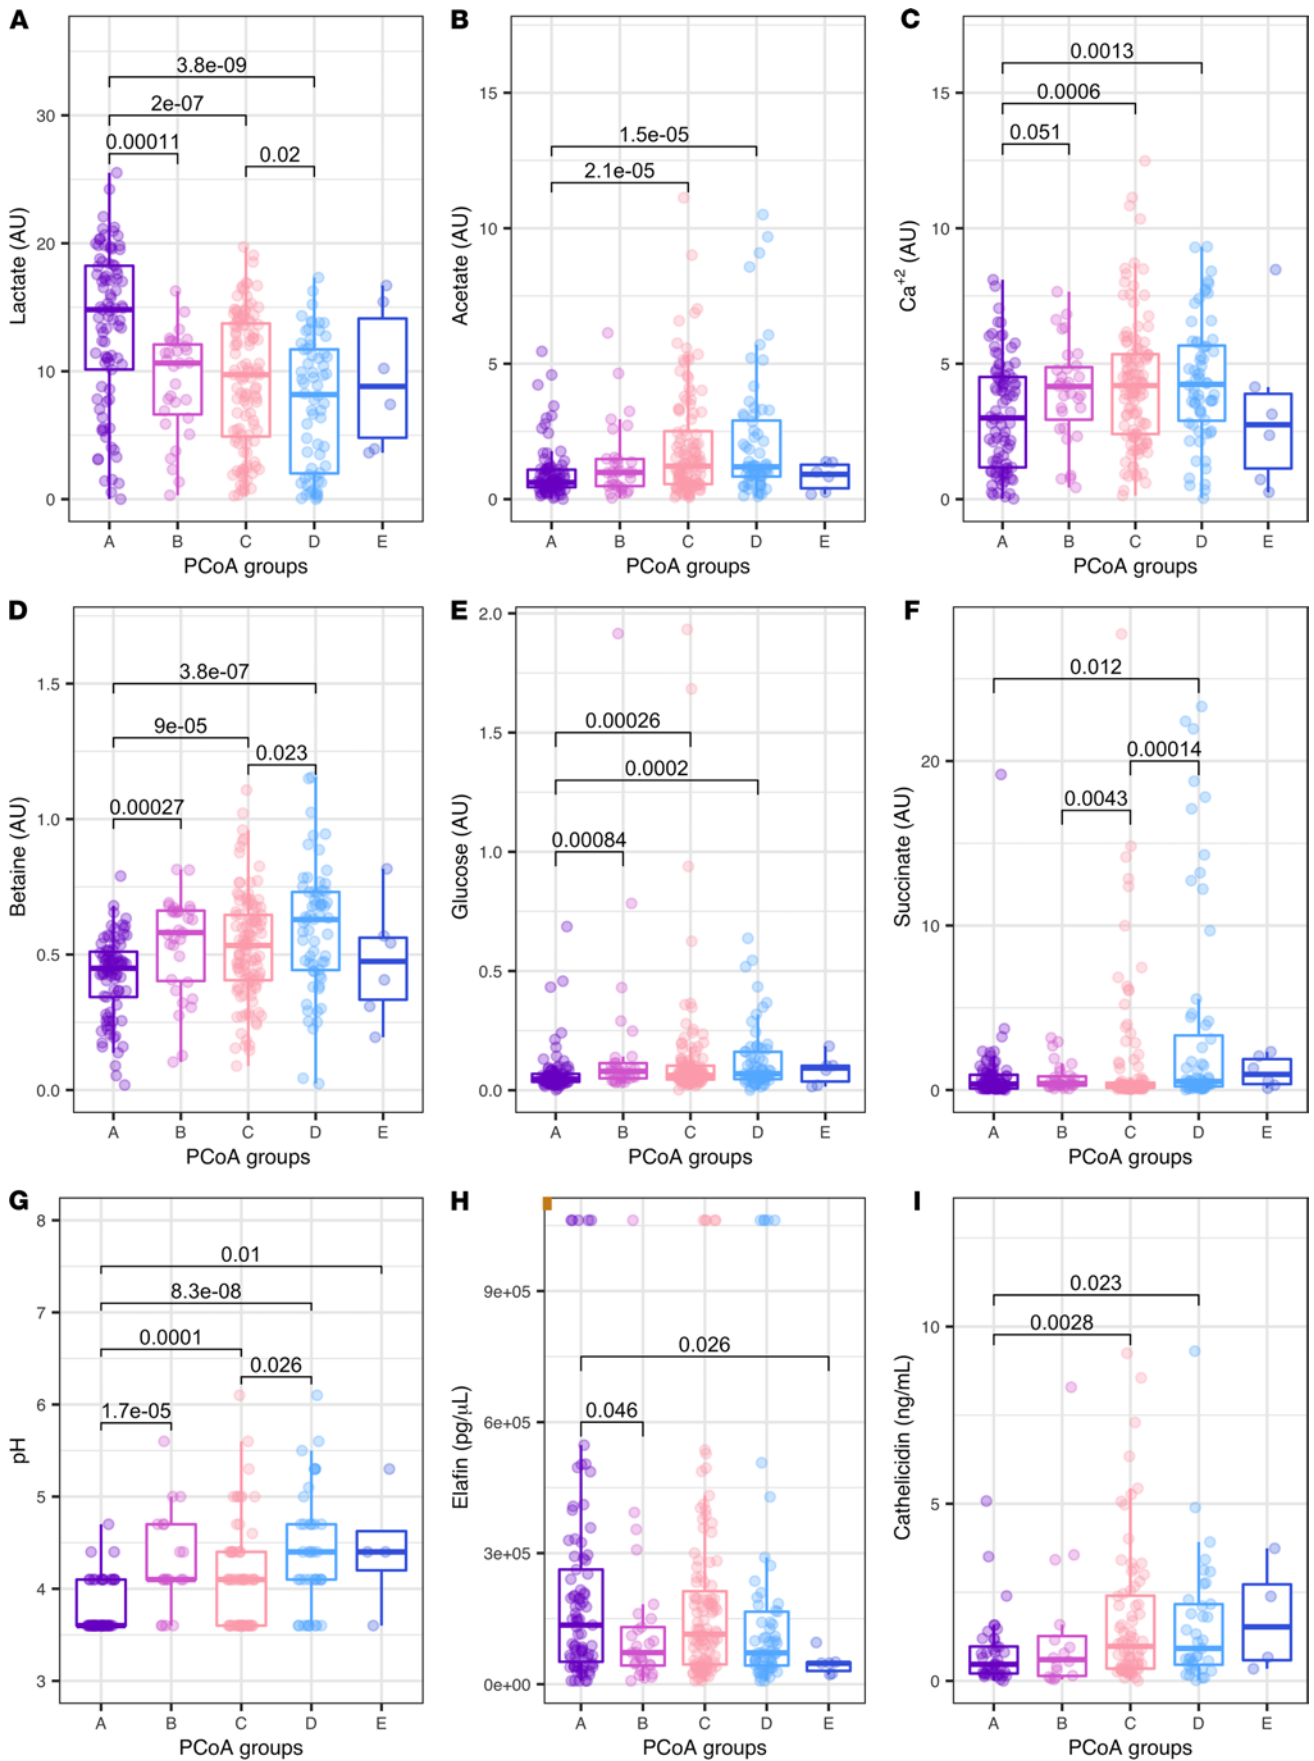 A
Lactate (AU)
30
20
10
0
3.8e-09
2e-07
0.00011
0.02
A B C D E
PCoA groups
B
Acetate (AU)
15
10
5
0
1.5e-05
2.1e-05
A B C D E
PCoA groups
C
Ca+2 (AU)
15
10
5
0
0.0013
0.0006
0.051
A B C D E
PCoA groups
D
Betaine (AU)
1.5
1.0
0.5
0.0
3.8e-07
9e-05
0.023
0.00027
A B C D E
PCoA groups
E
Glucose (AU)
2.0
1.5
1.0
0.5
0.0
0.00026
0.0002
0.00084
A B C D E
PCoA groups
F
Succinate (AU)
20
10
0
0.012
0.00014
0.0043
A B C D E
PCoA groups
G
pH
8
7
6
5
4
3
0.01
8.3e-08
0.0001
0.026
1.7e-05
A B C D E
PCoA groups
H
Elafin (pg/μL)
9e+05
6e+05
3e+05
0e+00
0.026
0.046
A B C D E
PCoA groups
I
Cathelicidin (ng/mL)
10
5
0
0.023
0.0028
A B C D E
PCoA groups